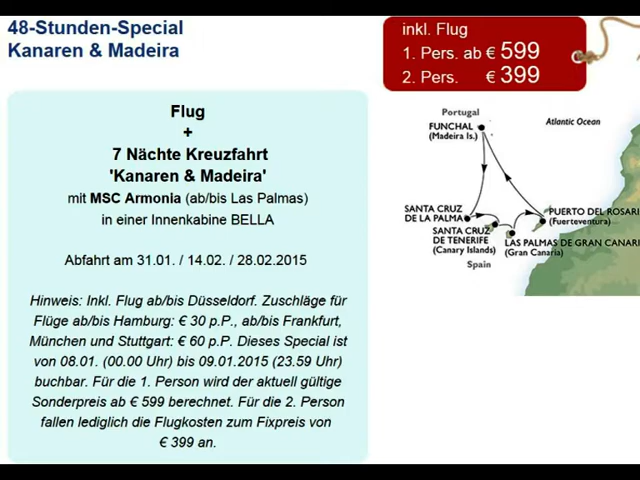 48-Stunden-Special
Kanaren & Madeira
inkl. Flug
1. Pers. ab € 599
2. Pers. € 399
Flug
+
7 Nächte Kreuzfahrt
'Kanaren & Madeira'
mit MSC Armonia (ab/bis Las Palmas)
in einer Innenkabine BELLA
Abfahrt am 31.01. / 14.02. / 28.02.2015
Hinweis: Inkl. Flug ab/bis Düsseldorf. Zuschläge für
Flüge ab/bis Hamburg: € 30 p.P., ab/bis Frankfurt,
München und Stuttgart: € 60 p.P. Dieses Special ist
von 08.01. (00.00 Uhr) bis 09.01.2015 (23.59 Uhr)
buchbar. Für die 1. Person wird der aktuell gültige
Sonderpreis ab € 599 berechnet. Für die 2. Person
fallen lediglich die Flugkosten zum Fixpreis von
€ 399 an.
Portugal
FUNCHAL
(Madeira Is.)
Atlantic Ocean
SANTA CRUZ
DE LA PALMA
PUERTO DEL ROSARI
(Fuerteventura)
SANTA CRUZ
DE TENERIFE
(Canary Islands)
LAS PALMAS DE GRAN CANARI
(Gran Canaria)
Spain